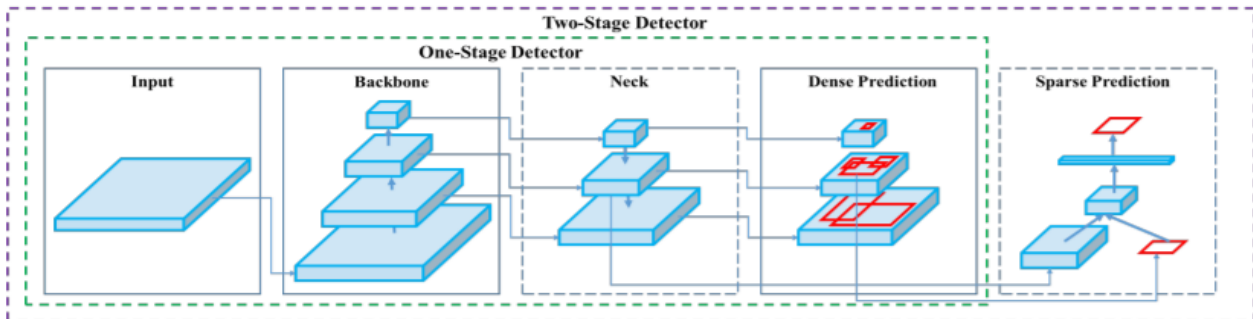 Two-Stage Detector
One-Stage Detector
Input
Backbone
Neck
Dense Prediction
Sparse Prediction